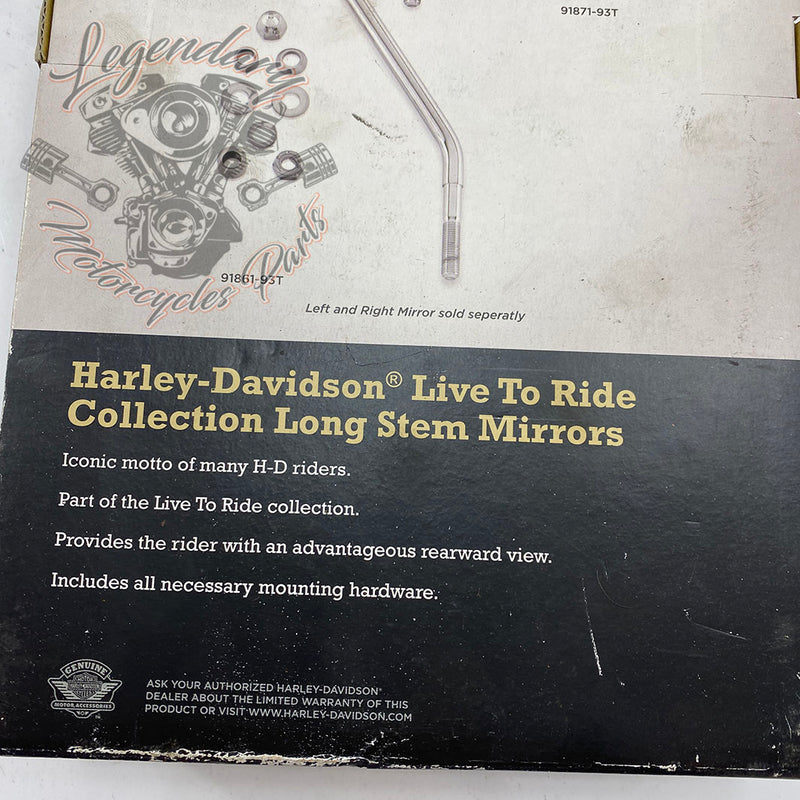 91871-93T
Legendary
Motorcycles Parts
91861-93T
Left and Right Mirror sold seperatly
Harley-Davidson® Live To Ride
Collection Long Stem Mirrors
Iconic motto of many H-D riders.
Part of the Live To Ride collection.
Provides the rider with an advantageous rearward view.
Includes all necessary mounting hardware.
GENUINE
MOTOR ACCESSORIES
ASK YOUR AUTHORIZED HARLEY-DAVIDSON®
DEALER ABOUT THE LIMITED WARRANTY OF THIS
PRODUCT OR VISIT WWW.HARLEY-DAVIDSON.COM